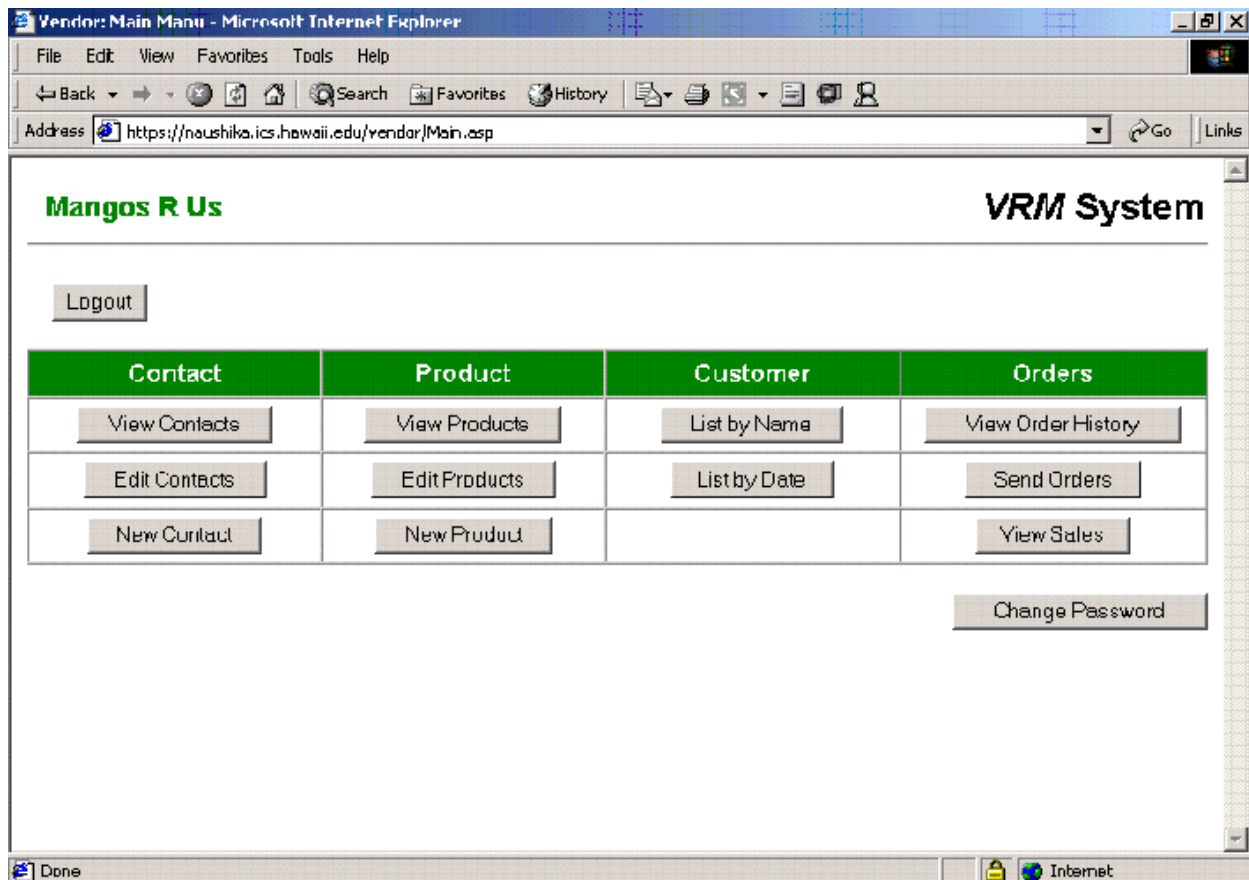 Vendor: Main Manu - Microsoft Internet Explorer
File Edit View Favorites Tools Help
Back Search Favorites History
Address https://naushika.ics.hawaii.edu/vendor/Main.asp Go Links
Mangos R Us VRM System
Logout
Contact Product Customer Orders
View Contacts View Products List by Name View Order History
Edit Contacts Edit Products List by Date Send Orders
New Contact New Product View Sales
Change Password
Done Internet